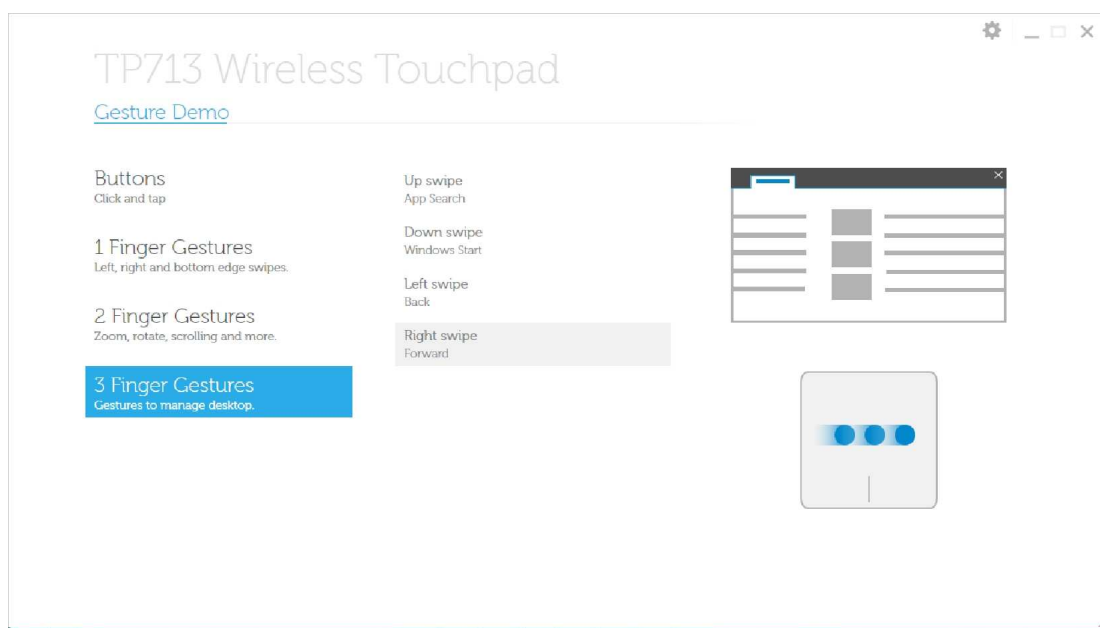 TP713 Wireless Touchpad
Gesture Demo
Buttons
Click and tap
1 Finger Gestures
Left, right and bottom edge swipes.
2 Finger Gestures
Zoom, rotate, scrolling and more.
3 Finger Gestures
Gestures to manage desktop.
Up swipe
App Search
Down swipe
Windows Start
Left swipe
Back
Right swipe
Forward